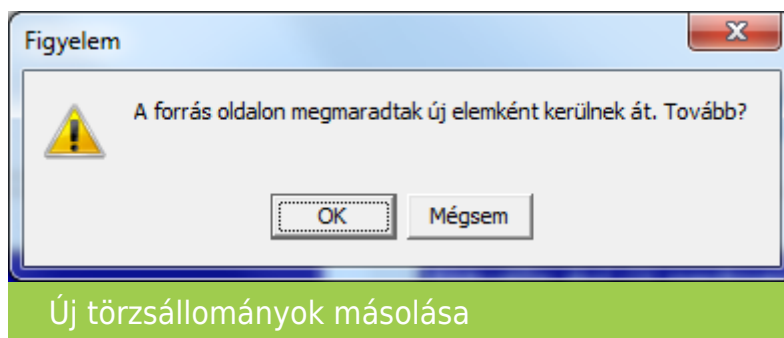 Figyelem
A forrás oldalon megmaradtak új elemként kerülnek át. Tovább?
OK
Mégsem
Új törzsállományok másolása